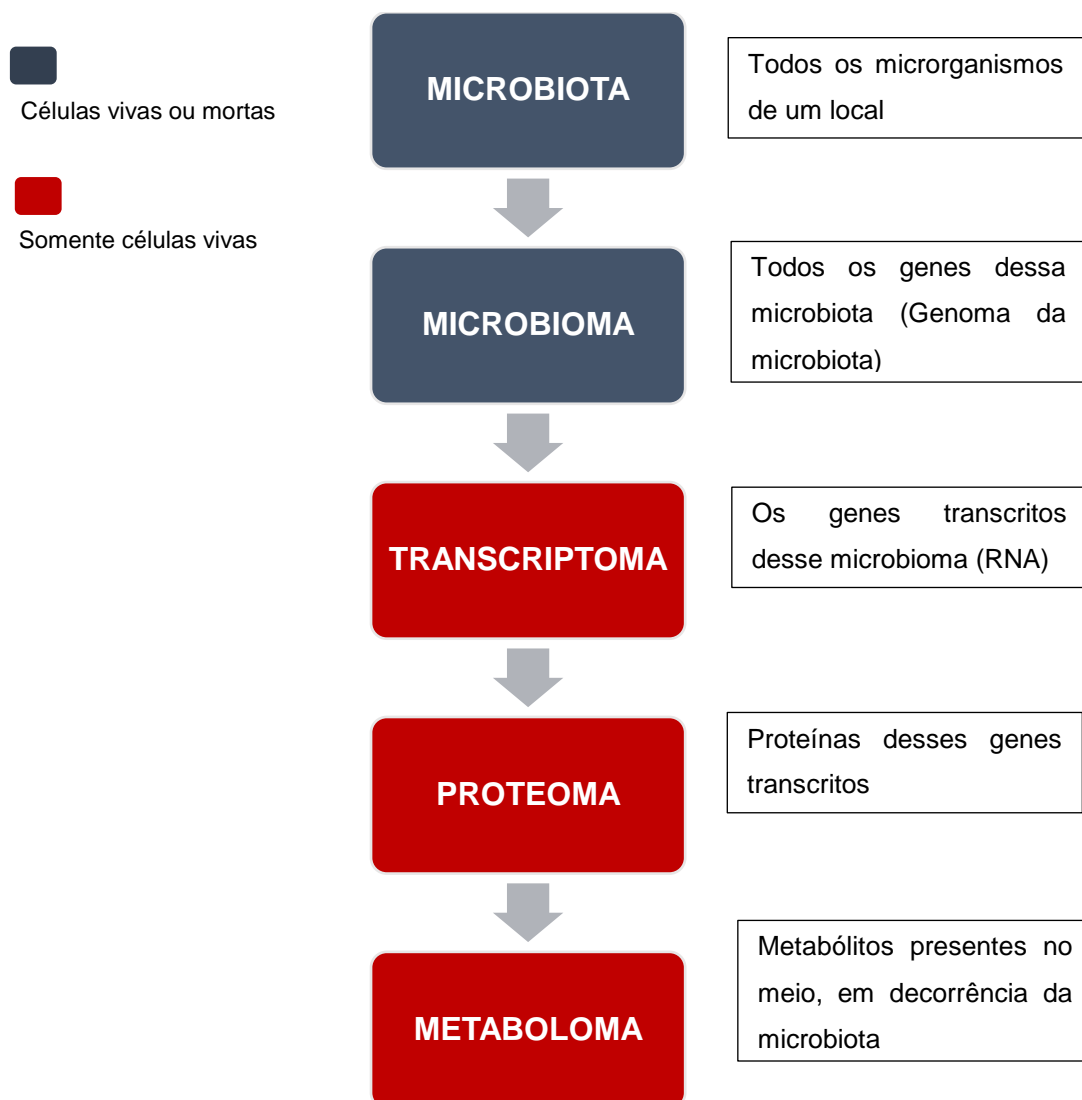 Células vivas ou mortas
Somente células vivas
MICROBIOTA
Todos os microrganismos
de um local
MICROBIOMA
Todos os genes dessa
microbiota (Genoma da
microbiota)
TRANSCRIPTOMA
Os genes transcritos
desse microbioma (RNA)
PROTEOMA
Proteínas desses genes
transcritos
METABOLOMA
Metabólitos presentes no
meio, em decorrência da
microbiota